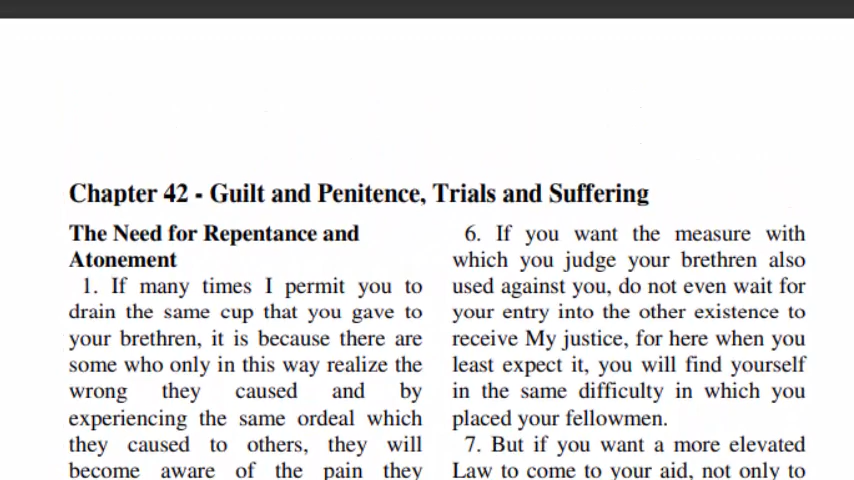 Chapter 42 - Guilt and Penitence, Trials and Suffering
The Need for Repentance and
Atonement
1. If many times I permit you to
drain the same cup that you gave to
your brethren, it is because there are
some who only in this way realize the
wrong they caused and by
experiencing the same ordeal which
they caused to others, they will
become aware of the pain they
6. If you want the measure with
which you judge your brethren also
used against you, do not even wait for
your entry into the other existence to
receive My justice, for here when you
least expect it, you will find yourself
in the same difficulty in which you
placed your fellowmen.
7. But if you want a more elevated
Law to come to your aid, not only to